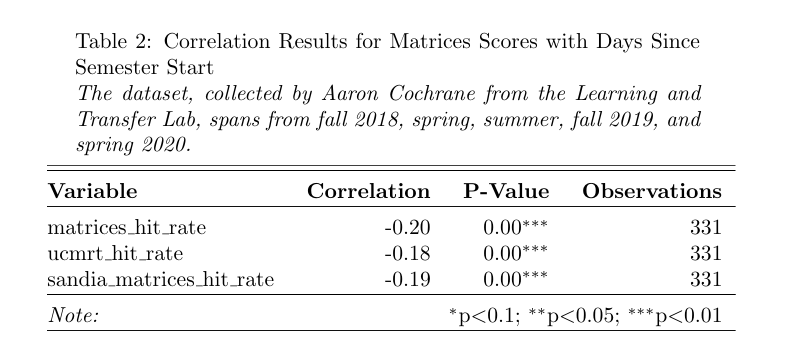 Table 2: Correlation Results for Matrices Scores with Days Since
Semester Start
The dataset, collected by Aaron Cochrane from the Learning and
Transfer Lab, spans from fall 2018, spring, summer, fall 2019, and
spring 2020.
Variable Correlation P-Value Observations
matrices_hit_rate -0.20 0.00*** 331
ucmrt_hit_rate -0.18 0.00*** 331
sandia_matrices_hit_rate -0.19 0.00*** 331
Note: *p<0.1; **p<0.05; ***p<0.01